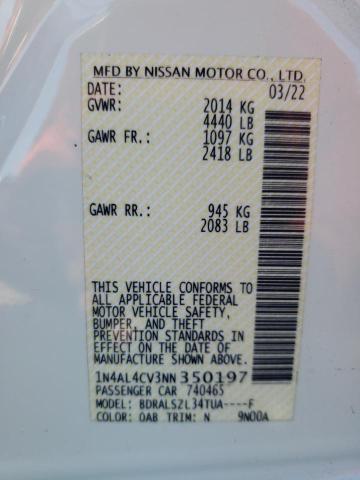 MFD BY NISSAN MOTOR CO., LTD.
DATE: 03/22
GVWR: 2014 KG
4440 LB
GAWR FR.: 1097 KG
2418 LB
GAWR RR.: 945 KG
2083 LB
THIS VEHICLE CONFORMS TO
ALL APPLICABLE FEDERAL
MOTOR VEHICLE SAFETY,
BUMPER, AND THEFT
PREVENTION STANDARDS IN
EFFECT ON THE DATE OF
MANUFACTURE SHOWN ABOVE.
1N4AL4CV3NN350197
PASSENGER CAR 740465
MODEL: BDRALSZL34TUA----F
COLOR: QAB TRIM: N 9N00A